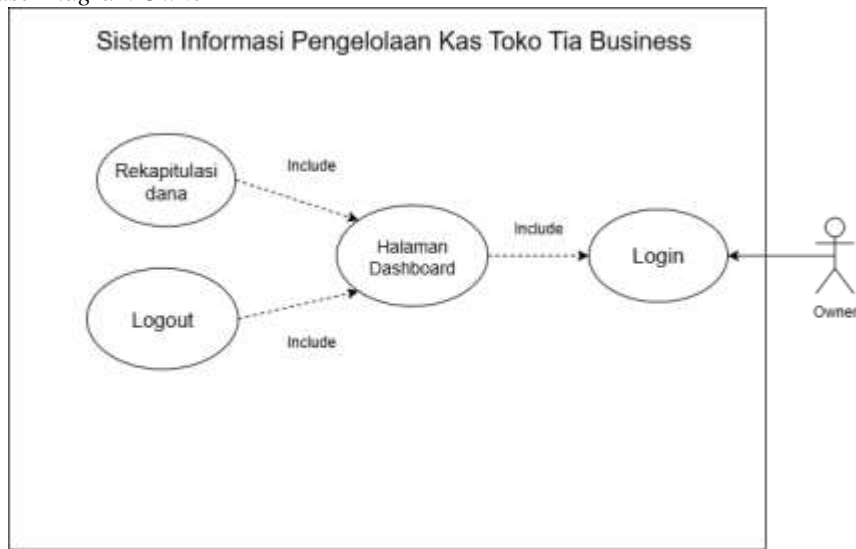 Sistem Informasi Pengelolaan Kas Toko Tia Business
Rekapitulasi
dana
Include
Halaman
Dashboard
Include
Login
Owner
Logout
Include